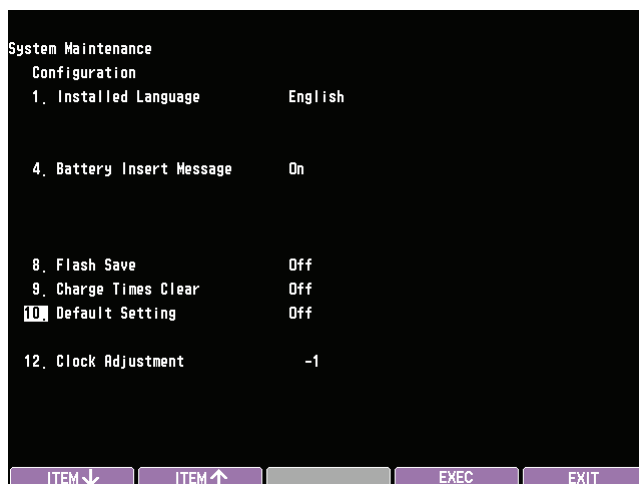 System Maintenance
Configuration
1. Installed Language English
4. Battery Insert Message On
8. Flash Save Off
9. Charge Times Clear Off
10. Default Setting Off
12. Clock Adjustment -1
ITEM↓ ITEM↑ EXEC EXIT